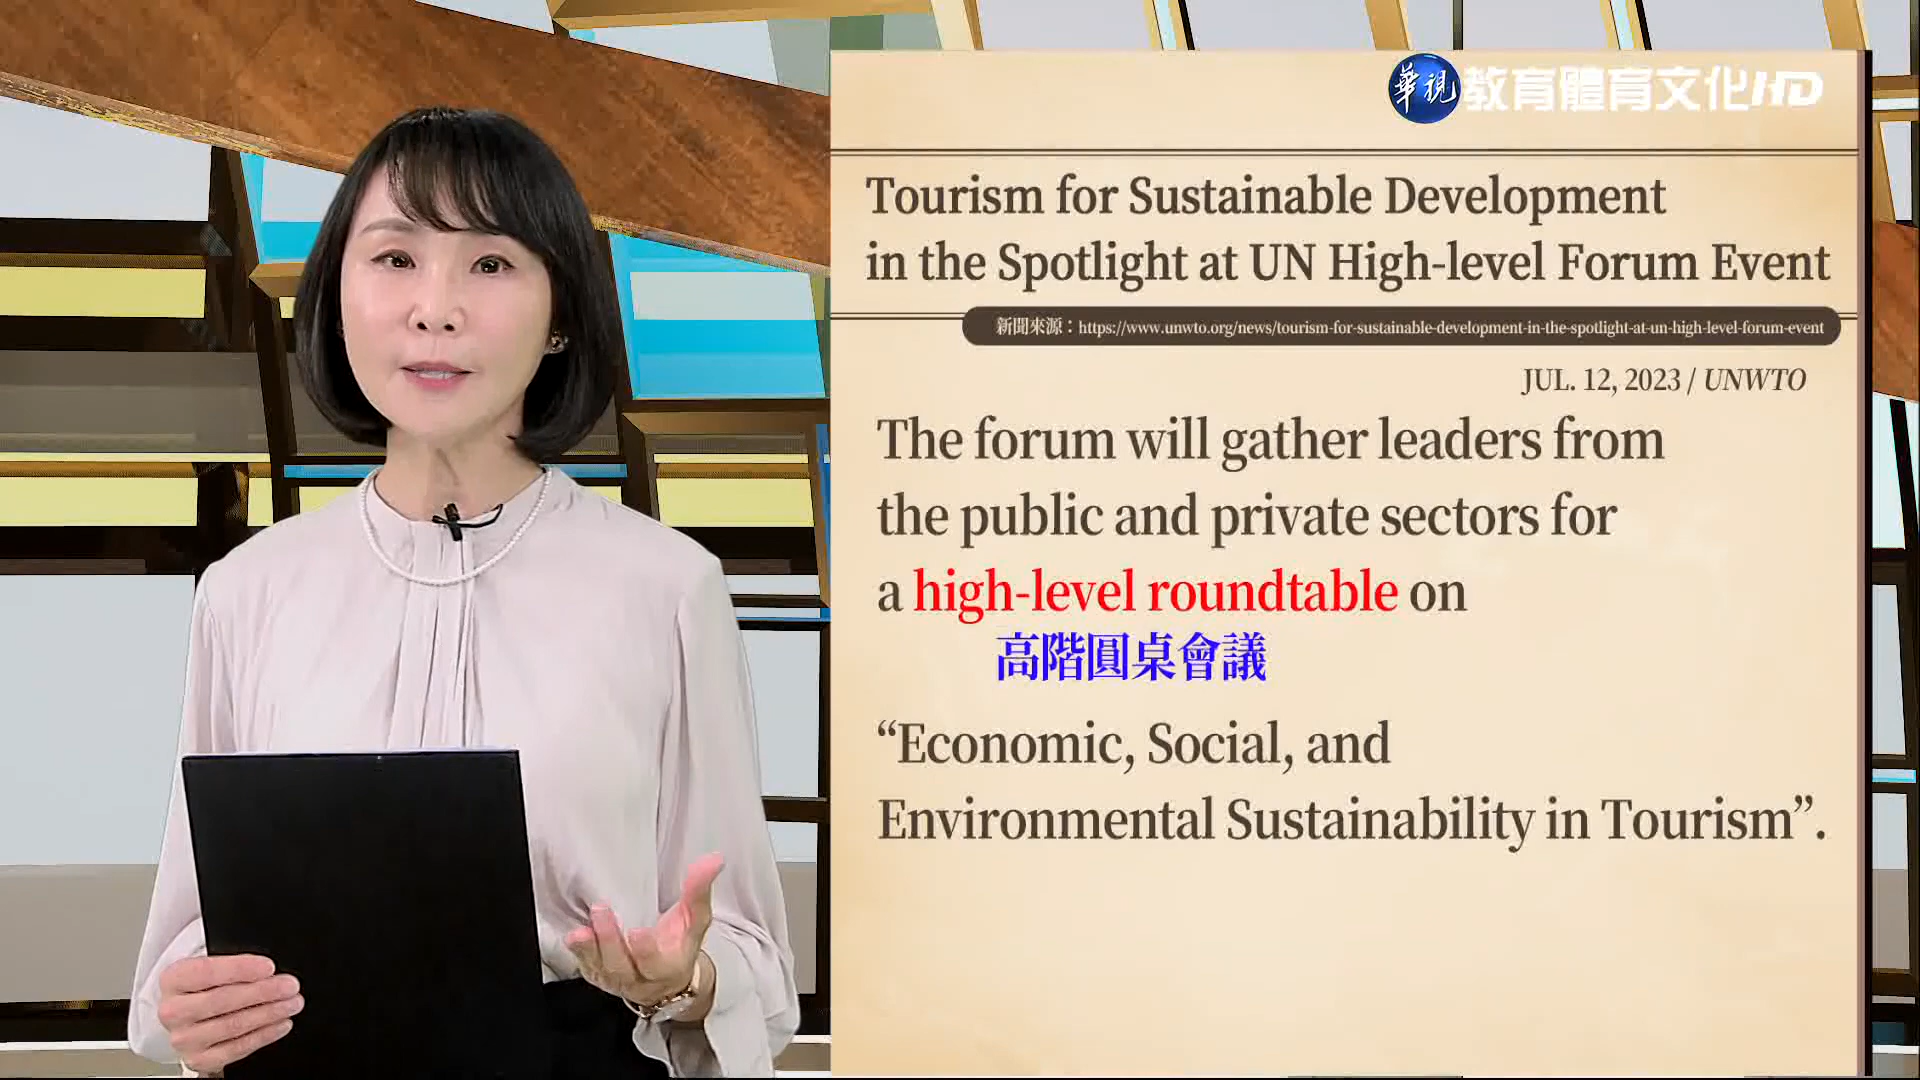 華視 教育體育文化HD
Tourism for Sustainable Development
in the Spotlight at UN High-level Forum Event
新聞來源：https://www.unwto.org/news/tourism-for-sustainable-development-in-the-spotlight-at-un-high-level-forum-event
JUL. 12, 2023 / UNWTO
The forum will gather leaders from
the public and private sectors for
a high-level roundtable on
高階圓桌會議
“Economic, Social, and
Environmental Sustainability in Tourism”.